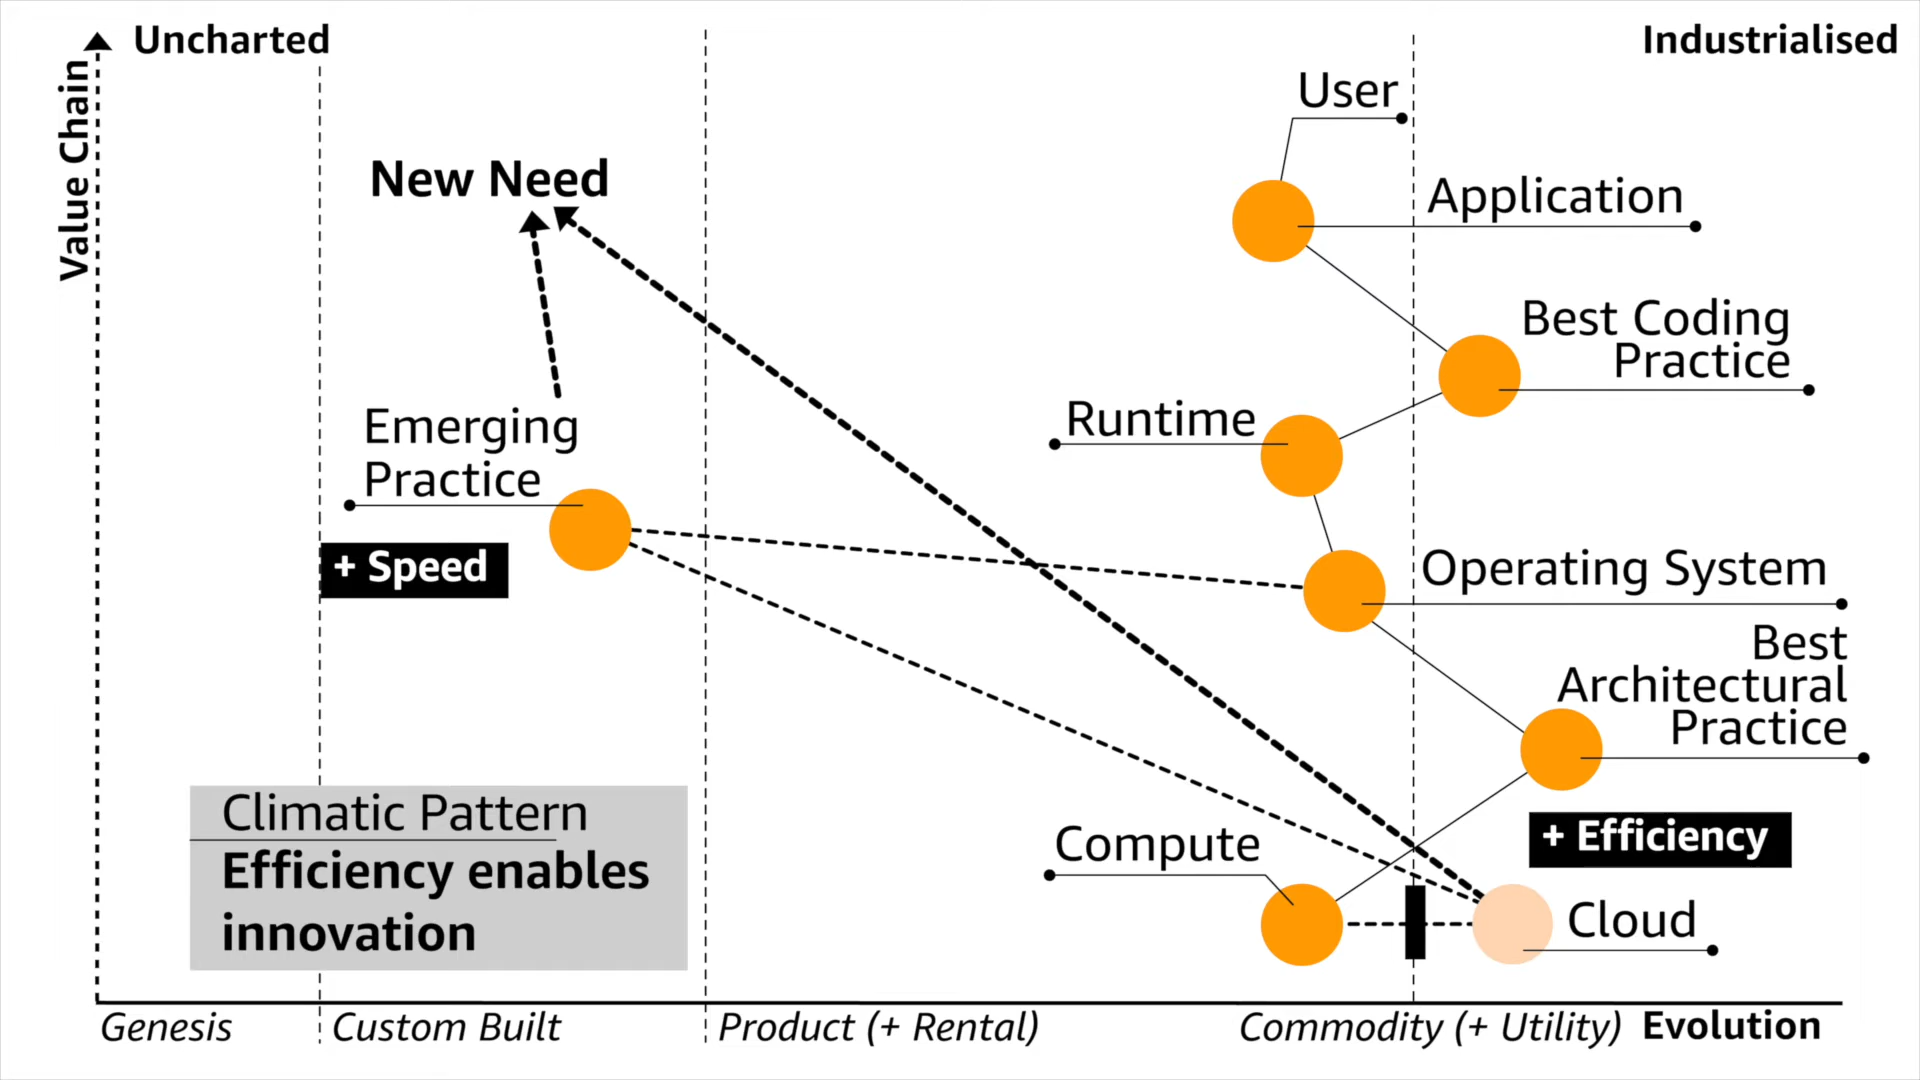 Uncharted
Industrialised
Value Chain
User
New Need
Application
Best Coding
Practice
Runtime
Emerging
Practice
+ Speed
Operating System
Best
Architectural
Practice
Climatic Pattern
Efficiency enables
innovation
Compute
+ Efficiency
Cloud
Genesis
Custom Built
Product (+ Rental)
Commodity (+ Utility)
Evolution